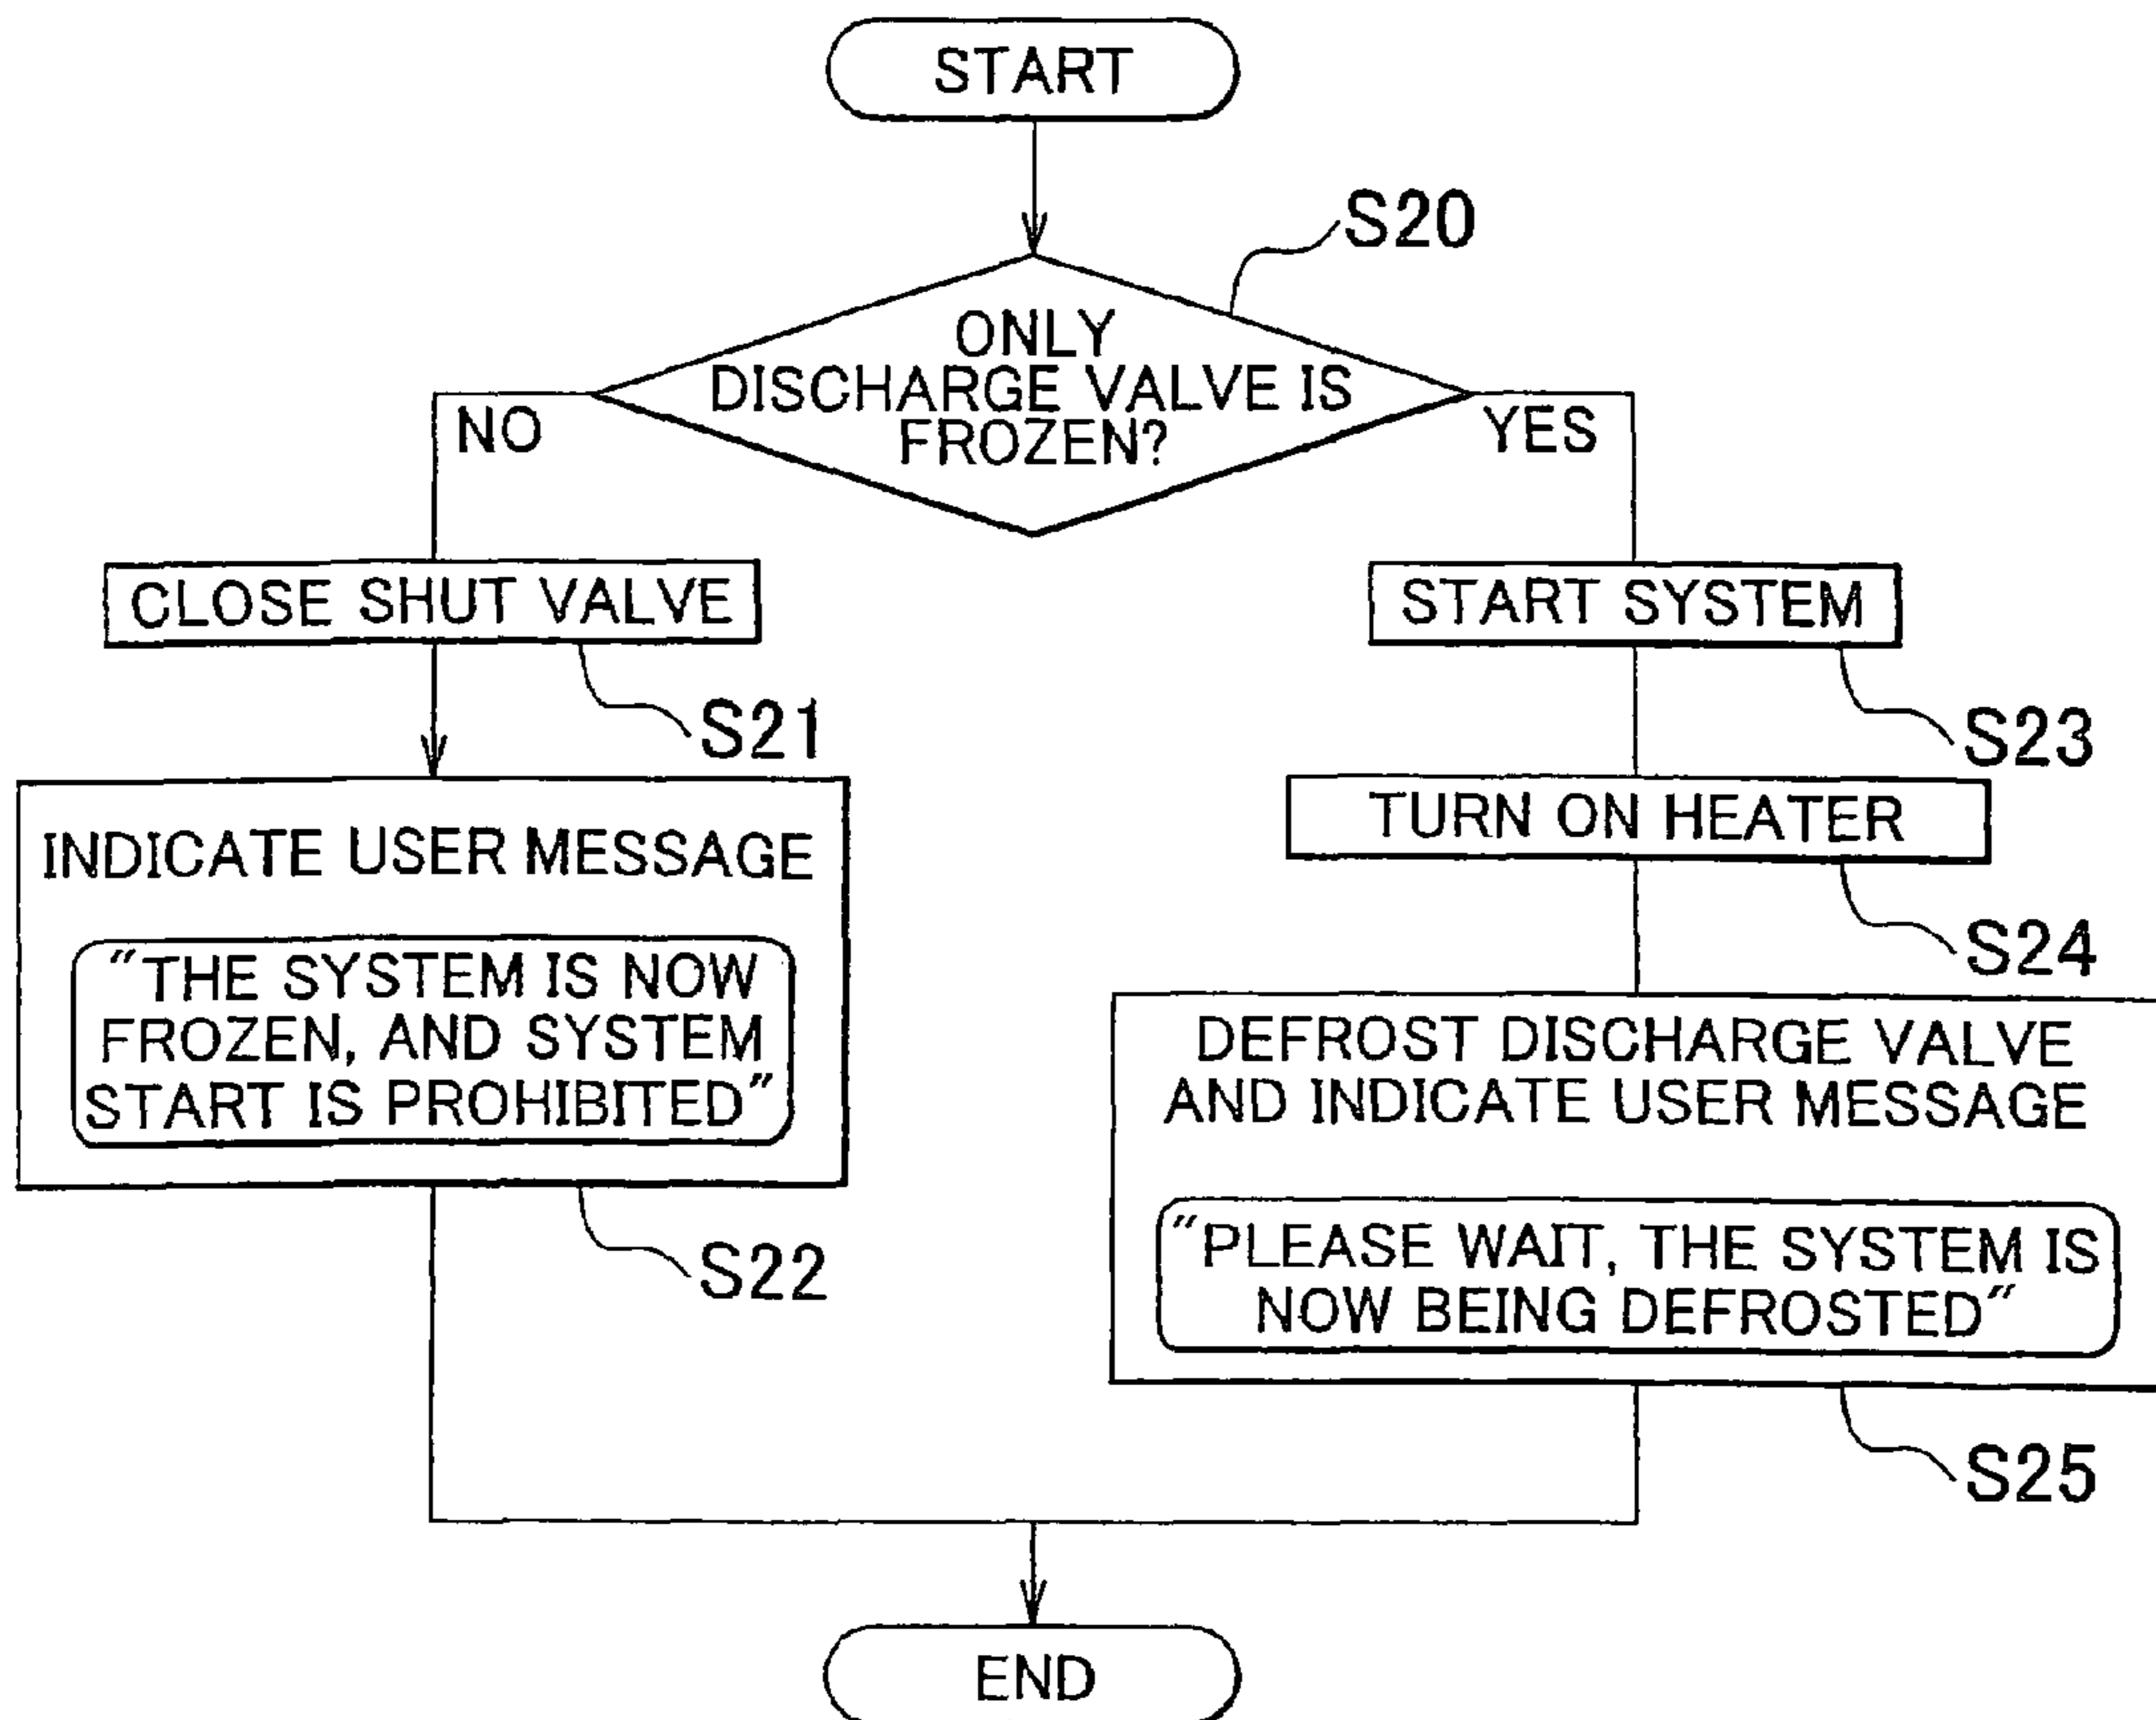 START
S20
ONLY
DISCHARGE VALVE IS
FROZEN?
NO
YES
CLOSE SHUT VALVE
S21
INDICATE USER MESSAGE
“THE SYSTEM IS NOW
FROZEN, AND SYSTEM
START IS PROHIBITED”
S22
START SYSTEM
S23
TURN ON HEATER
S24
DEFROST DISCHARGE VALVE
AND INDICATE USER MESSAGE
“PLEASE WAIT, THE SYSTEM IS
NOW BEING DEFROSTED”
S25
END